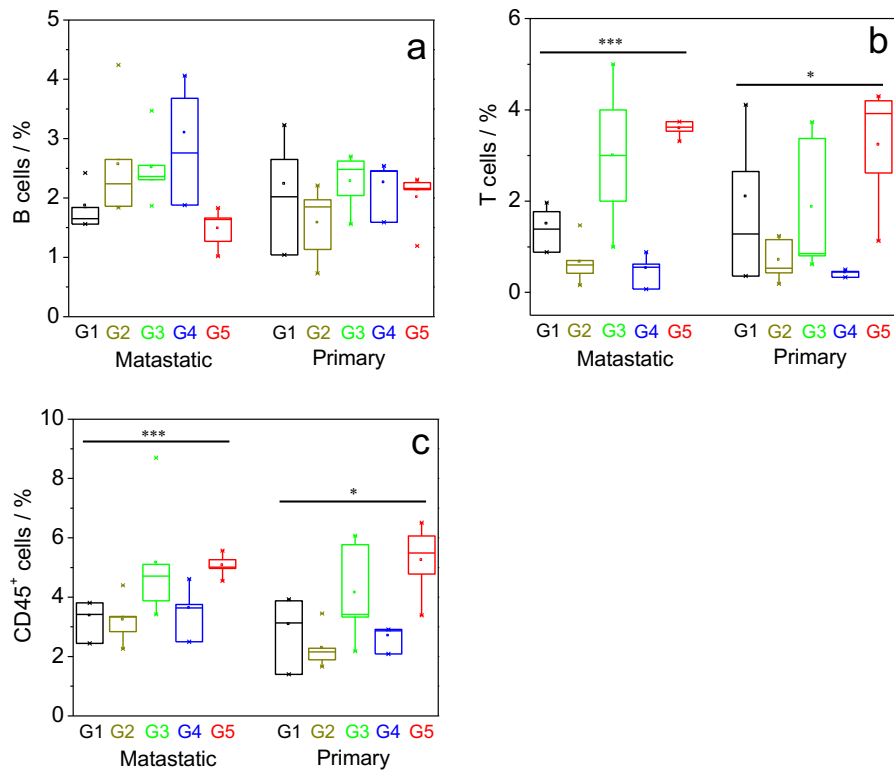 a
B cells / %
5
4
3
2
1
0
G1 G2 G3 G4 G5 G1 G2 G3 G4 G5
Matastatic Primary
b
T cells / %
6
4
2
0
*** *
G1 G2 G3 G4 G5 G1 G2 G3 G4 G5
Matastatic Primary
c
CD45+ cells / %
10
8
6
4
2
0
*** *
G1 G2 G3 G4 G5 G1 G2 G3 G4 G5
Matastatic Primary